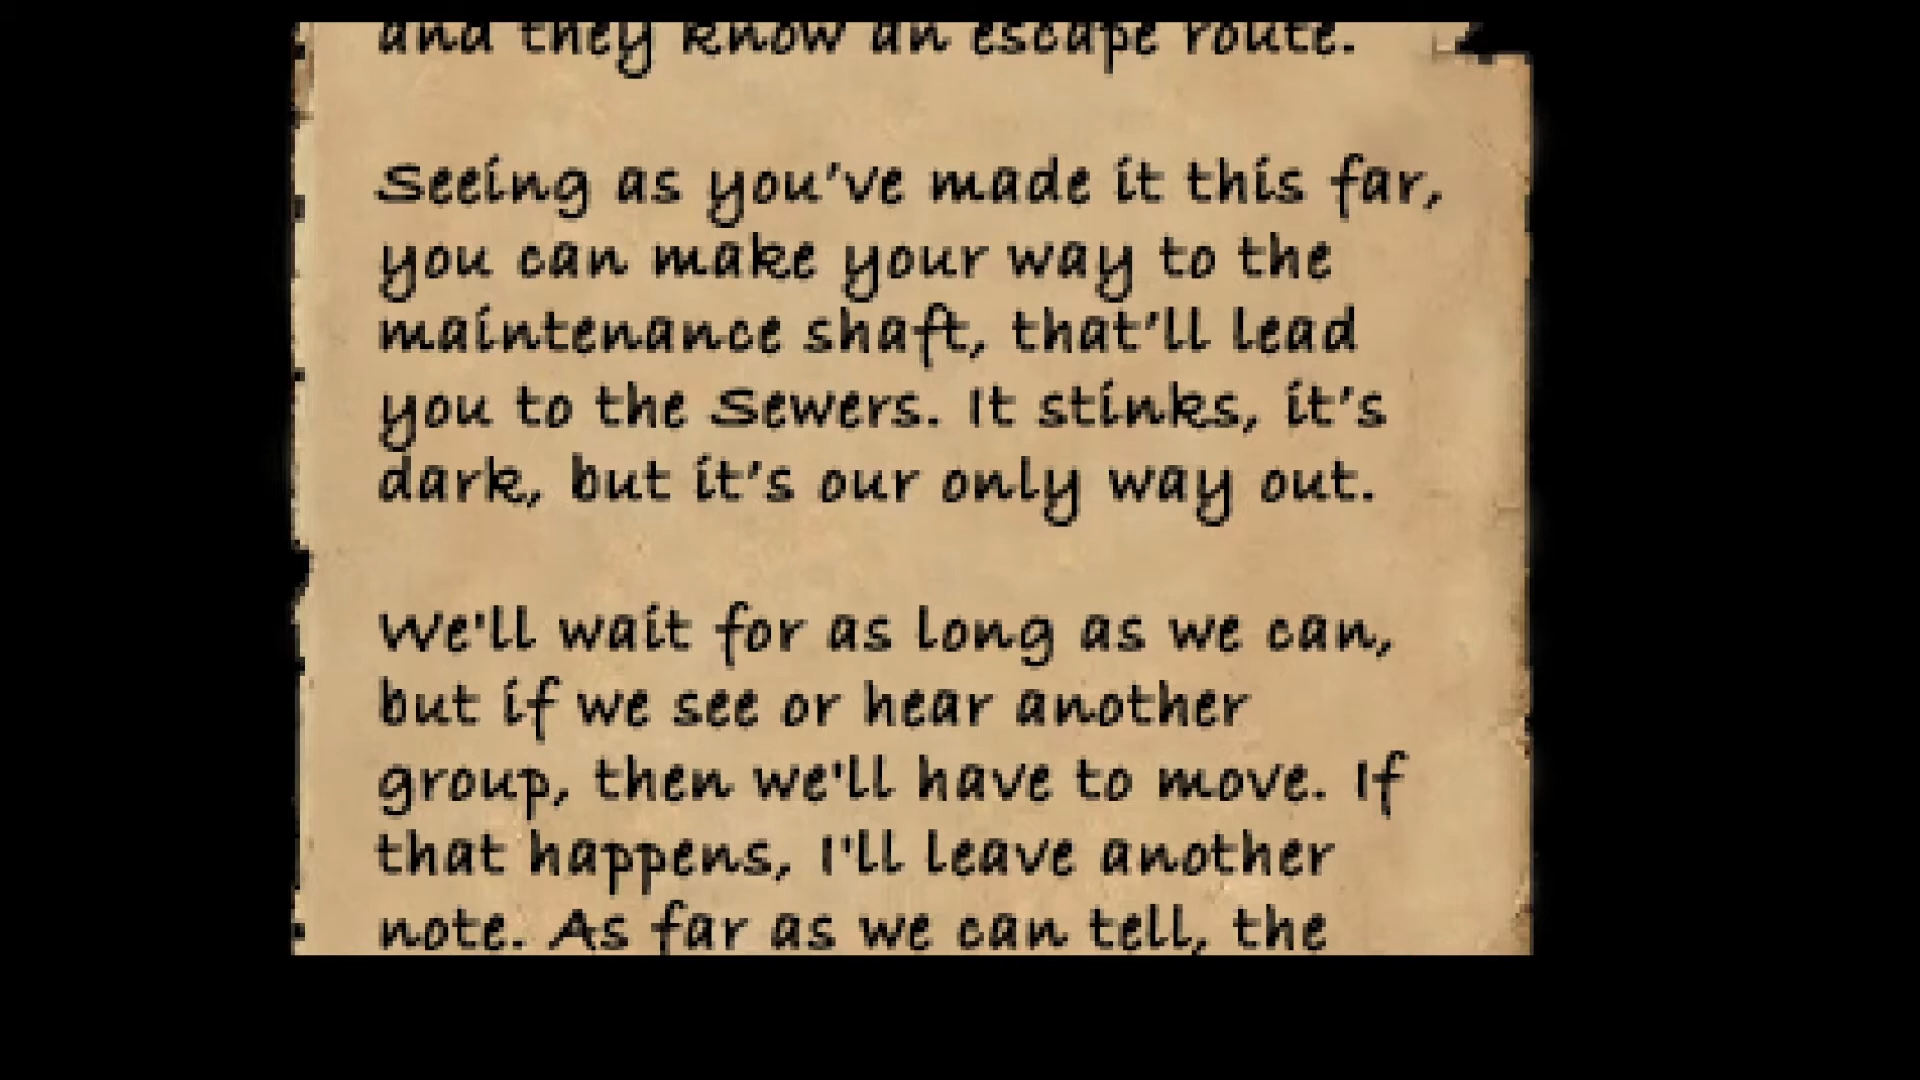 and they know an escape route.
Seeing as you've made it this far,
you can make your way to the
maintenance shaft, that'll lead
you to the Sewers. It stinks, it's
dark, but it's our only way out.
We'll wait for as long as we can,
but if we see or hear another
group, then we'll have to move. If
that happens, I'll leave another
note. As far as we can tell, the